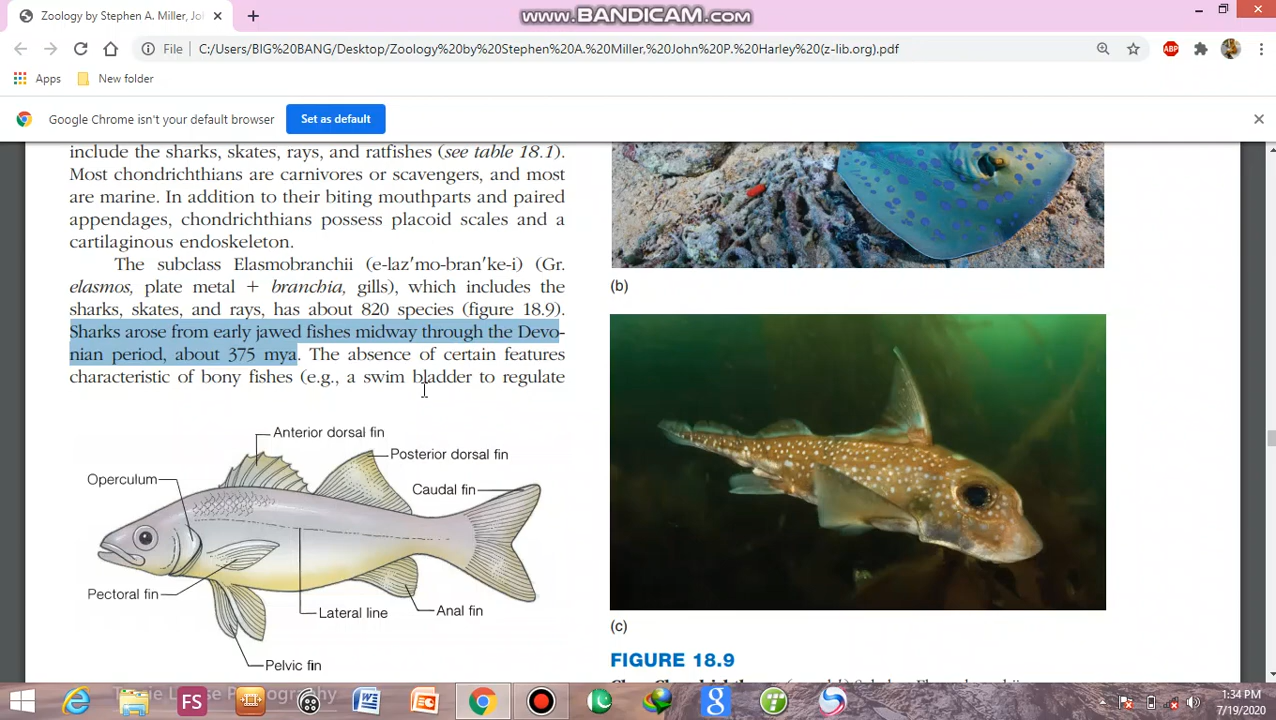 Zoology by Stephen A. Miller, Jo
www.BANDICAM.com
File
C:/Users/BIG%20BANG/Desktop/Zoology%20by%20Stephen%20A.%20Miller,%20John%20P.%20Harley%20(z-lib.org).pdf
ABP
Apps
New folder
Google Chrome isn't your default browser
Set as default
include the sharks, skates, rays, and ratfishes (see table 18.1).
Most chondrichthians are carnivores or scavengers, and most
are marine. In addition to their biting mouthparts and paired
appendages, chondrichthians possess placoid scales and a
cartilaginous endoskeleton.
The subclass Elasmobranchii (e-laz′mo-bran′ke-i) (Gr.
elasmos, plate metal + branchia, gills), which includes the
sharks, skates, and rays, has about 820 species (figure 18.9).
Sharks arose from early jawed fishes midway through the Devo-
nian period, about 375 mya. The absence of certain features
characteristic of bony fishes (e.g., a swim bladder to regulate
Anterior dorsal fin
Posterior dorsal fin
Operculum
Caudal fin
Pectoral fin
Lateral line
Anal fin
Pelvic fin
(b)
(c)
FIGURE 18.9
Photography
FS
1:34 PM
7/19/2020